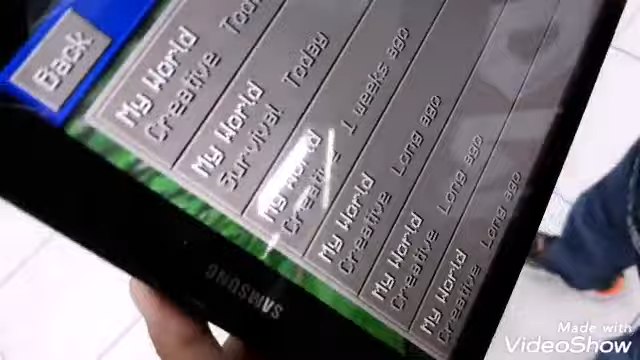 Back
My World
Creative Today
My World
Survival Today
My World
Creative 1 weeks ago
My World
Creative Long ago
My World
Creative Long ago
My World
Creative Long ago
SAMSUNG
Made with
VideoShow